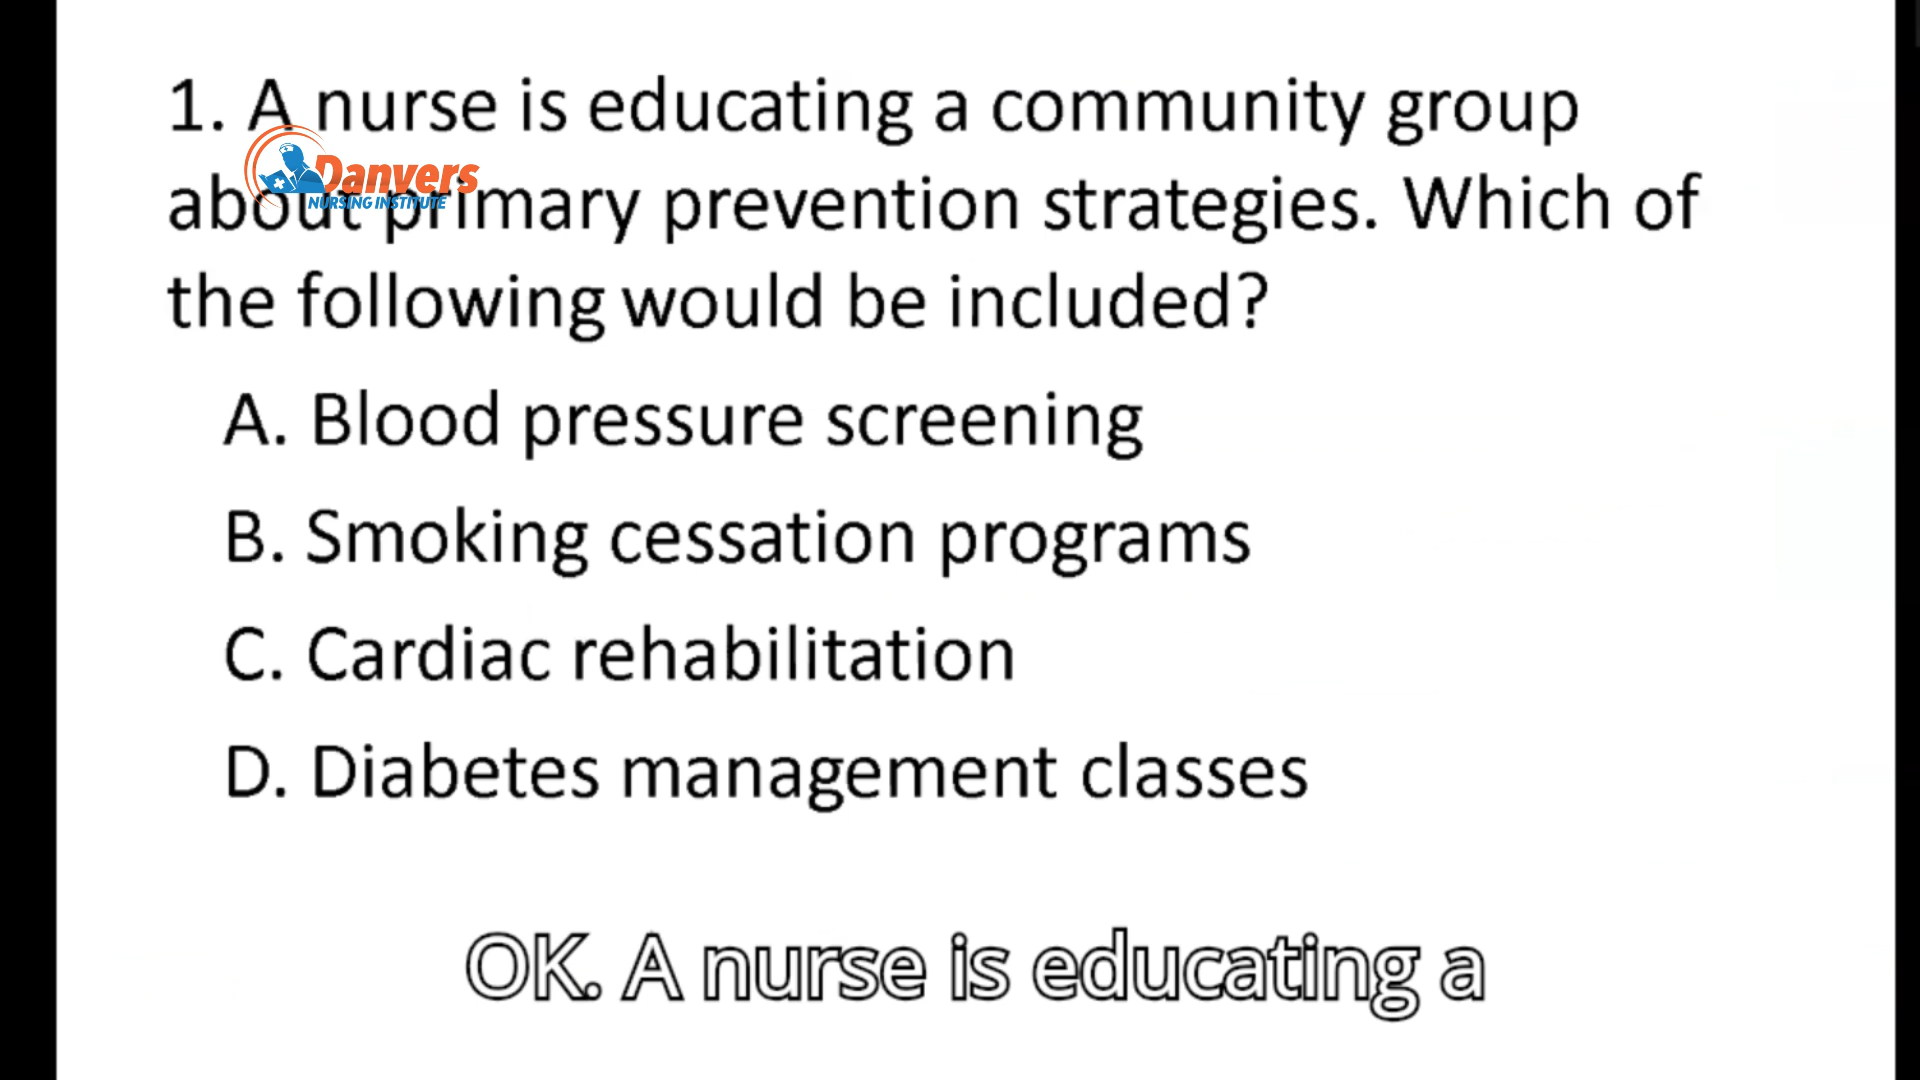 1. A nurse is educating a community group
Danvers
NURSING INSTITUTE
about primary prevention strategies. Which of
the following would be included?
A. Blood pressure screening
B. Smoking cessation programs
C. Cardiac rehabilitation
D. Diabetes management classes
OK. A nurse is educating a